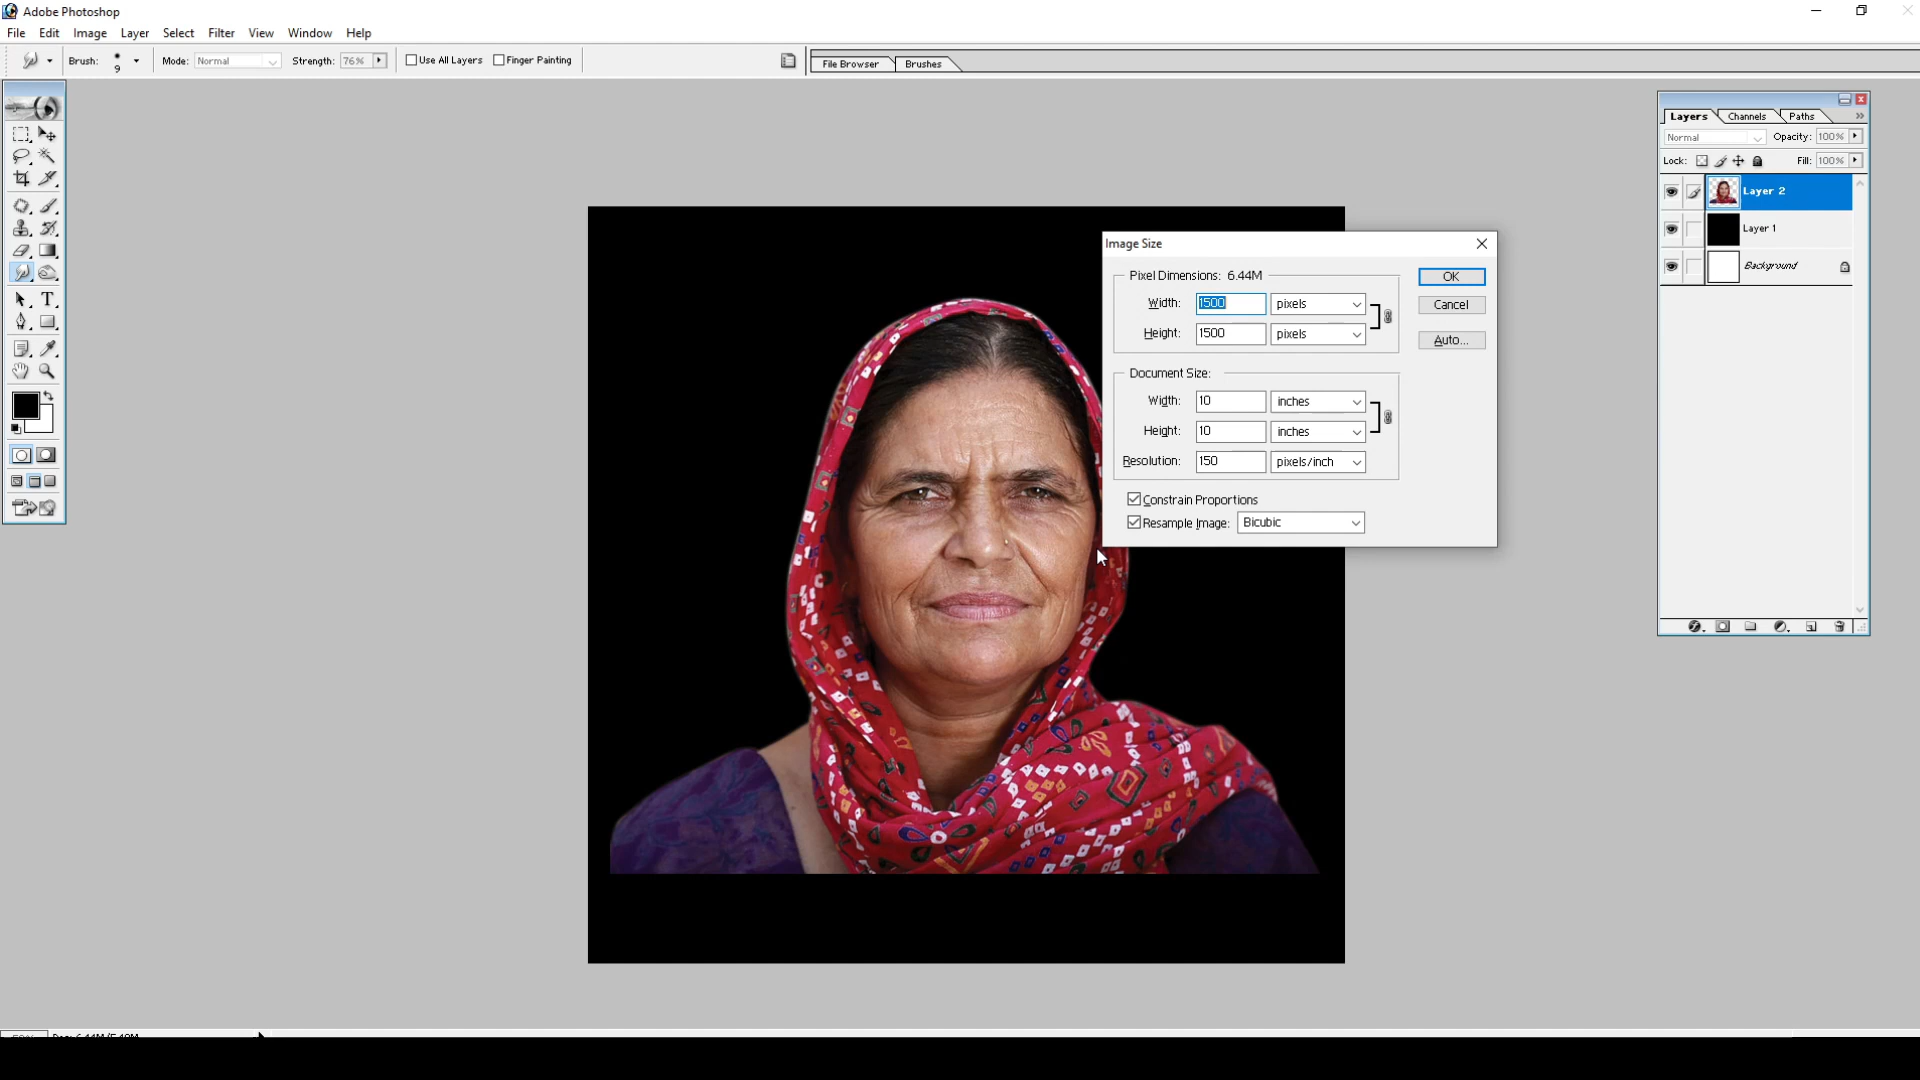 Adobe Photoshop
File Edit Image Layer Select Filter View Window Help
Brush: 9 Mode: Normal Strength: 76% Use All Layers Finger Painting File Browser Brushes
Layers Channels Paths
Normal Opacity: 100%
Lock: Fill: 100%
Layer 2
Layer 1
Background
Image Size
Pixel Dimensions: 6.44M
Width: 1500 pixels
Height: 1500 pixels
OK
Cancel
Auto...
Document Size:
Width: 10 inches
Height: 10 inches
Resolution: 150 pixels/inch
Constrain Proportions
Resample Image: Bicubic